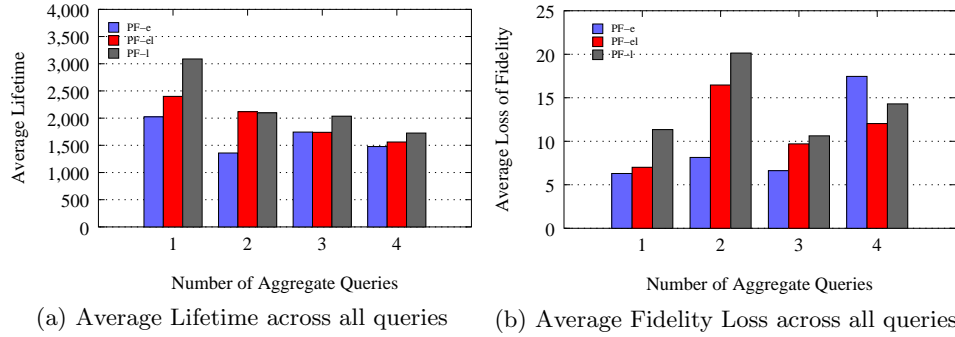 4,000
3,500
3,000
2,500
2,000
1,500
1,000
500
0
Average Lifetime
PF-e
PF-el
PF-l
1 2 3 4
Number of Aggregate Queries
(a) Average Lifetime across all queries
25
20
15
10
5
0
Average Loss of Fidelity
PF-e
PF-el
PF-l
1 2 3 4
Number of Aggregate Queries
(b) Average Fidelity Loss across all queries